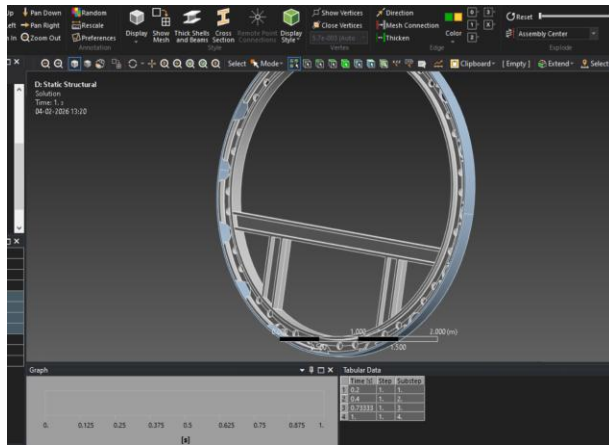 Pan Down
Random
Show Vertices
Direction
Reset
Pan Right
Rescale
Close Vertices
Mesh Connection
Assembly Center
In Zoom Out
Preferences
Display
Show Mesh
Thick Shells and Beams
Cross Section
Remote Point Connections
Display Style
Thicken
Color
Annotation
Style
Vertex
Edge
Explode
Select
Mode
Clipboard
[Empty]
Extend
Select
D: Static Structural
Solution
Time: 1. s
04-02-2026 13:20
1.000
2.000 (m)
1.500
Graph
Tabular Data
Time [s] Step Substep
1 0.2 1. 1.
2 0.4 1. 2.
3 0.73333 1. 3.
4 1. 1. 4.
0. 0.125 0.25 0.375 0.5 0.625 0.75 0.875 1.
[s]